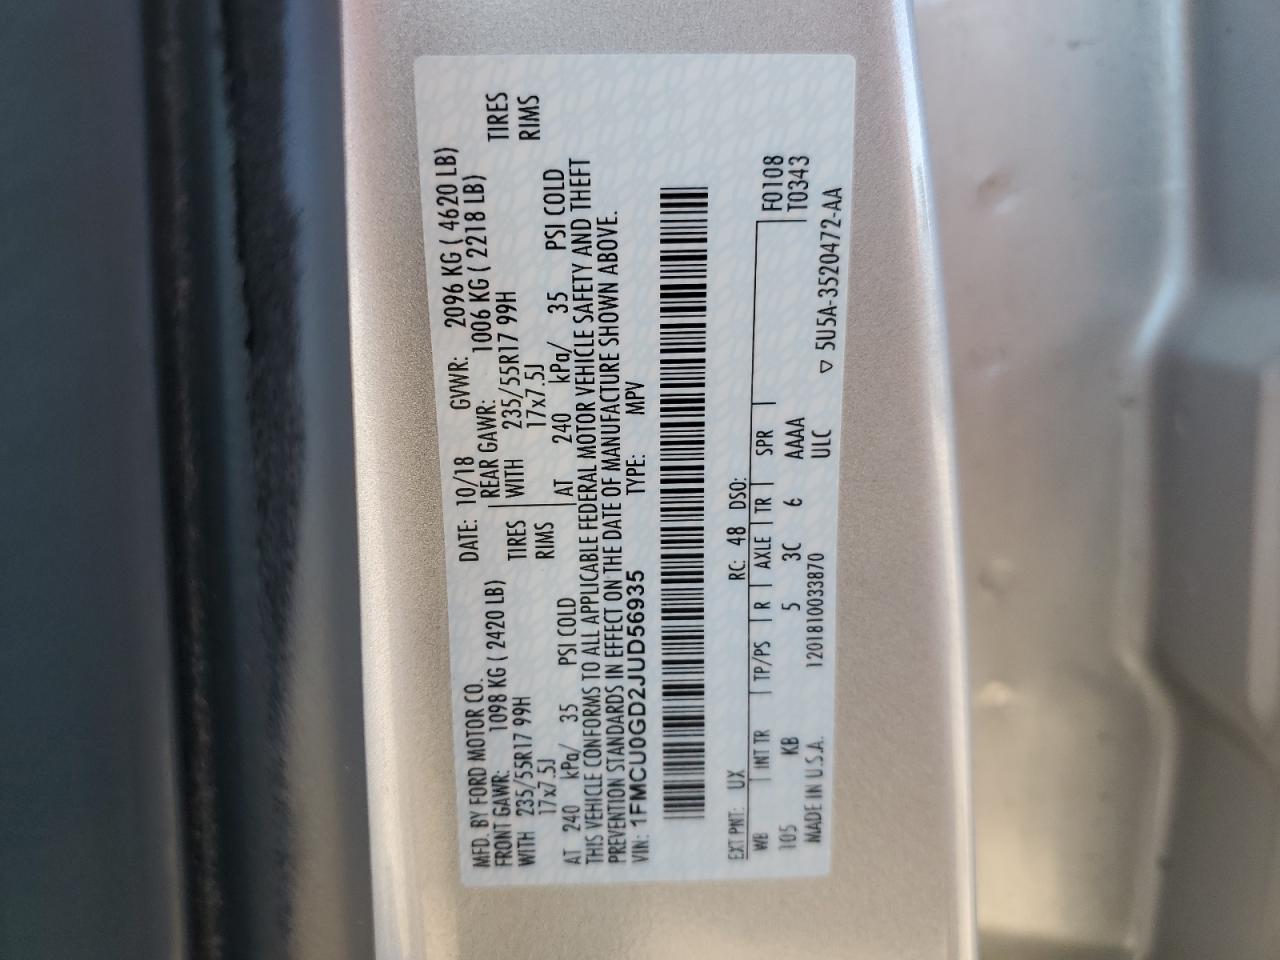 MFD. BY FORD MOTOR CO. DATE: 10/18 GVWR: 2096 KG ( 4620 LB)
FRONT GAWR: 1098 KG ( 2420 LB) REAR GAWR: 1006 KG ( 2218 LB)
WITH 235/55R17 99H TIRES WITH 235/55R17 99H TIRES
17x7.5J RIMS 17x7.5J RIMS
AT 240 kPa/ 35 PSI COLD AT 240 kPa/ 35 PSI COLD
THIS VEHICLE CONFORMS TO ALL APPLICABLE FEDERAL MOTOR VEHICLE SAFETY AND THEFT
PREVENTION STANDARDS IN EFFECT ON THE DATE OF MANUFACTURE SHOWN ABOVE.
VIN: 1FMCU0GD2JUD56935 TYPE: MPV
EXT PNT: UX RC: 48 DSO:
WB INT TR TP/PS R AXLE TR SPR F0108
105 KB 5 3C 6 AAAA T0343
MADE IN U.S.A. 1201810033870 ULC
▽ 5U5A-3520472-AA